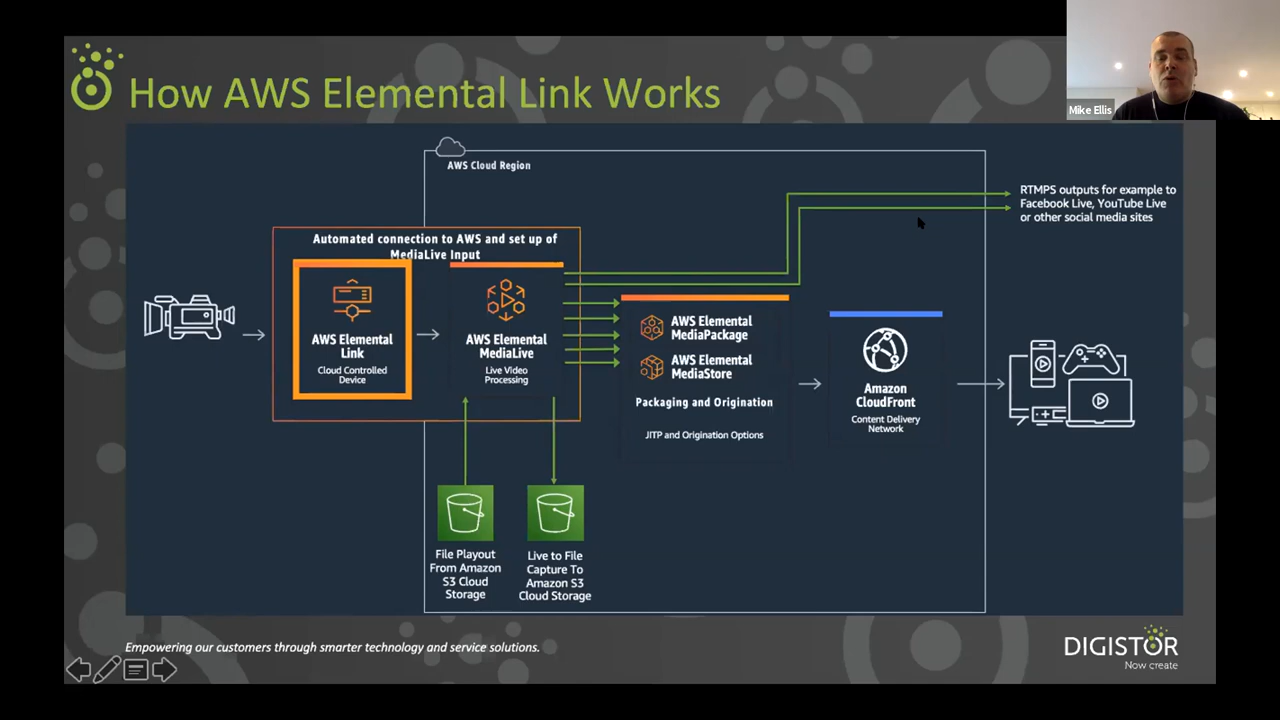 How AWS Elemental Link Works
Mike Ellis
AWS Cloud Region
RTMPS outputs for example to
Facebook Live, YouTube Live
or other social media sites
Automated connection to AWS and set up of
MediaLive Input
AWS Elemental
Link
Cloud Controlled
Device
AWS Elemental
MediaLive
Live Video
Processing
AWS Elemental
MediaPackage
AWS Elemental
MediaStore
Packaging and Origination
JITP and Origination Options
Amazon
CloudFront
Content Delivery
Network
File Playout
From Amazon
S3 Cloud
Storage
Live to File
Capture To
Amazon S3
Cloud Storage
Empowering our customers through smarter technology and service solutions.
DIGISTOR
Now create